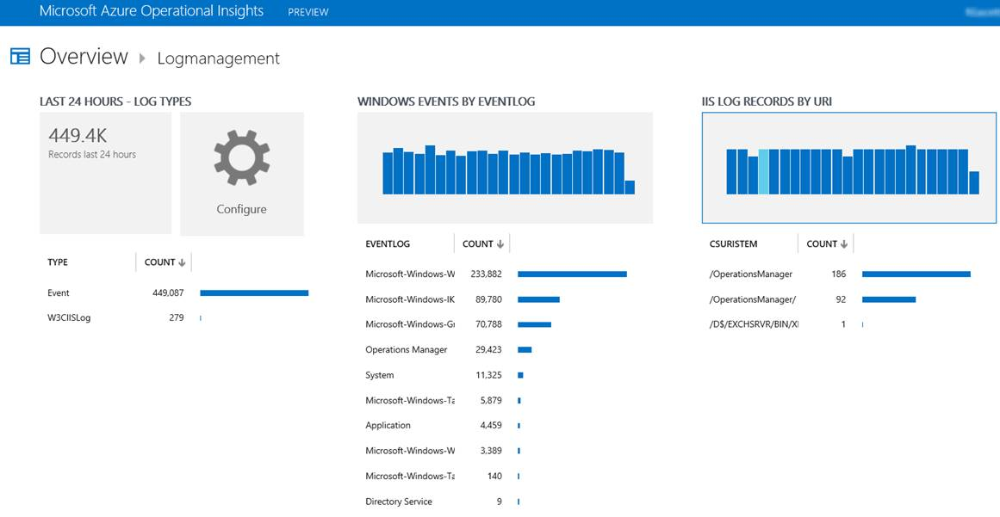 Microsoft Azure Operational Insights PREVIEW
Overview Logmanagement
LAST 24 HOURS - LOG TYPES
449.4K
Records last 24 hours
Configure
TYPE COUNT
Event 449,087
W3CIISLog 279
WINDOWS EVENTS BY EVENTLOG
EVENTLOG COUNT
Microsoft-Windows-W 233,882
Microsoft-Windows-IK 89,780
Microsoft-Windows-Gr 70,788
Operations Manager 29,423
System 11,325
Microsoft-Windows-Ta 5,879
Application 4,459
Microsoft-Windows-W 3,389
Microsoft-Windows-Ta 140
Directory Service 9
IIS LOG RECORDS BY URI
CSURISTEM COUNT
/OperationsManager 186
/OperationsManager/ 92
/D$/EXCHSRVR/BIN/X 1